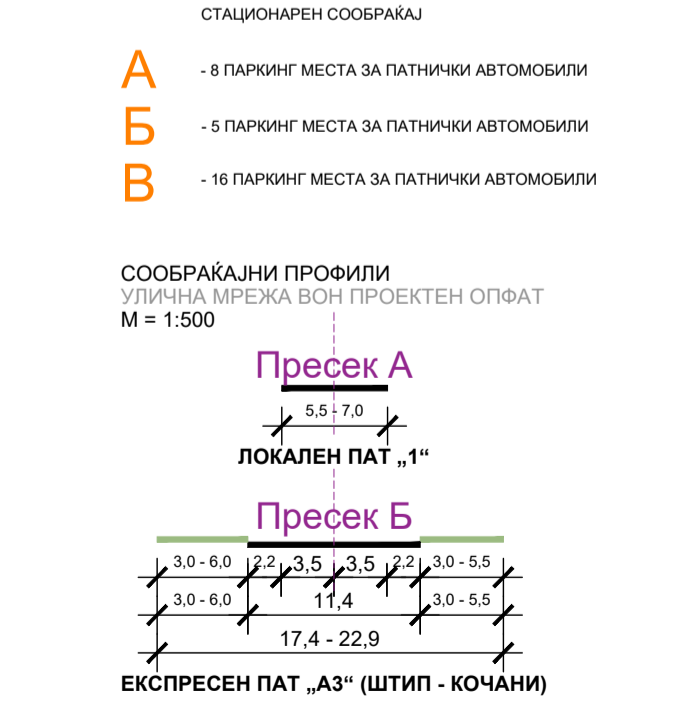 СТАЦИОНАРЕН СООБРАЌАЈ
А - 8 ПАРКИНГ МЕСТА ЗА ПАТНИЧКИ АВТОМОБИЛИ
Б - 5 ПАРКИНГ МЕСТА ЗА ПАТНИЧКИ АВТОМОБИЛИ
В - 16 ПАРКИНГ МЕСТА ЗА ПАТНИЧКИ АВТОМОБИЛИ
СООБРАЌАЈНИ ПРОФИЛИ
УЛИЧНА МРЕЖА ВОН ПРОЕКТЕН ОПФАТ
М = 1:500
Пресек А
5,5 - 7,0
ЛОКАЛЕН ПАТ „1“
Пресек Б
3,0 - 6,0 2,2 3,5 3,5 2,2 3,0 - 5,5
3,0 - 6,0 11,4 3,0 - 5,5
17,4 - 22,9
ЕКСПРЕСЕН ПАТ „А3“ (ШТИП - КОЧАНИ)